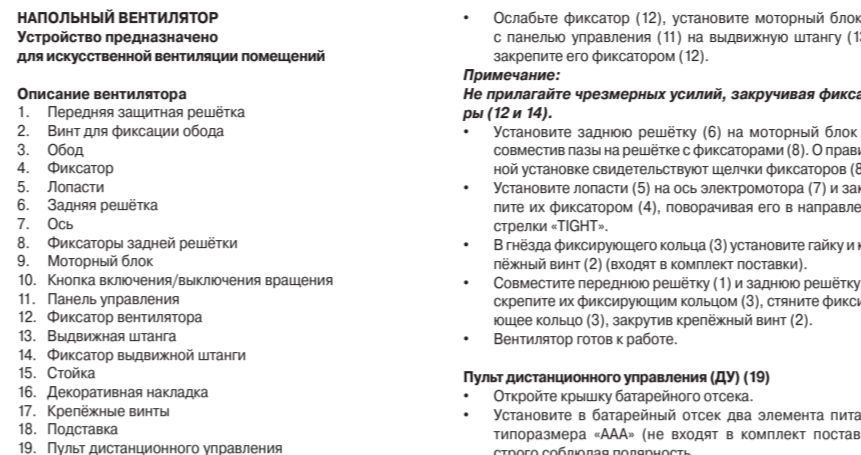 НАПОЛЬНЫЙ ВЕНТИЛЯТОР
Устройство предназначено
для искусственной вентиляции помещений
Описание вентилятора
1. Передняя защитная решётка
2. Винт для фиксации обода
3. Обод
4. Фиксатор
5. Лопасти
6. Задняя решётка
7. Ось
8. Фиксаторы задней решётки
9. Моторный блок
10. Кнопка включения/выключения вращения
11. Панель управления
12. Фиксатор вентилятора
13. Выдвижная штанга
14. Фиксатор выдвижной штанги
15. Стойка
16. Декоративная накладка
17. Крепёжные винты
18. Подставка
19. Пульт дистанционного управления
• Ослабьте фиксатор (12), установите моторный блок
с панелью управления (11) на выдвижную штангу
закрепите его фиксатором (12).
Примечание:
Не прилагайте чрезмерных усилий, закручивая
ры (12 и 14).
• Установите заднюю решётку (6) на моторный блок
совместив пазы на решётке с фиксаторами (8). О
ной установке свидетельствуют щелчки фиксаторов
• Установите лопасти (5) на ось электромотора (7) и
пите их фиксатором (4), поворачивая его в
стрелки «TIGHT».
• В гнёзда фиксирующего кольца (3) установите гайку и
пёжный винт (2) (входят в комплект поставки).
• Совместите переднюю решётку (1) и заднюю решётку
скрепите их фиксирующим кольцом (3), стяните
ющее кольцо (3), закрутив крепёжный винт (2).
• Вентилятор готов к работе.
Пульт дистанционного управления (ДУ) (19)
• Откройте крышку батарейного отсека.
• Установите в батарейный отсек два элемента
типоразмера «ААА» (не входят в комплект
строго соблюдая полярность